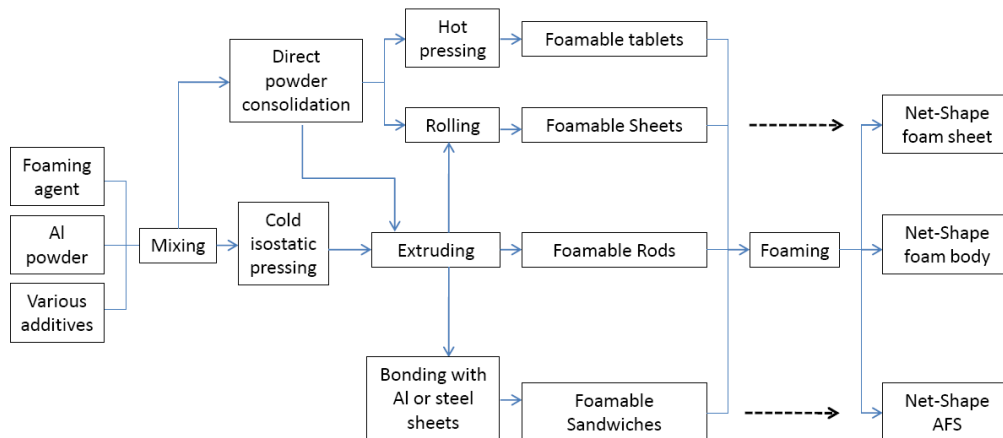 Hot
pressing
Foamable tablets
Direct
powder
consolidation
Rolling
Foamable Sheets
Net-Shape
foam sheet
Foaming
agent
Al
powder
Various
additives
Mixing
Cold
isostatic
pressing
Extruding
Foamable Rods
Foaming
Net-Shape
foam body
Bonding with
Al or steel
sheets
Foamable
Sandwiches
Net-Shape
AFS